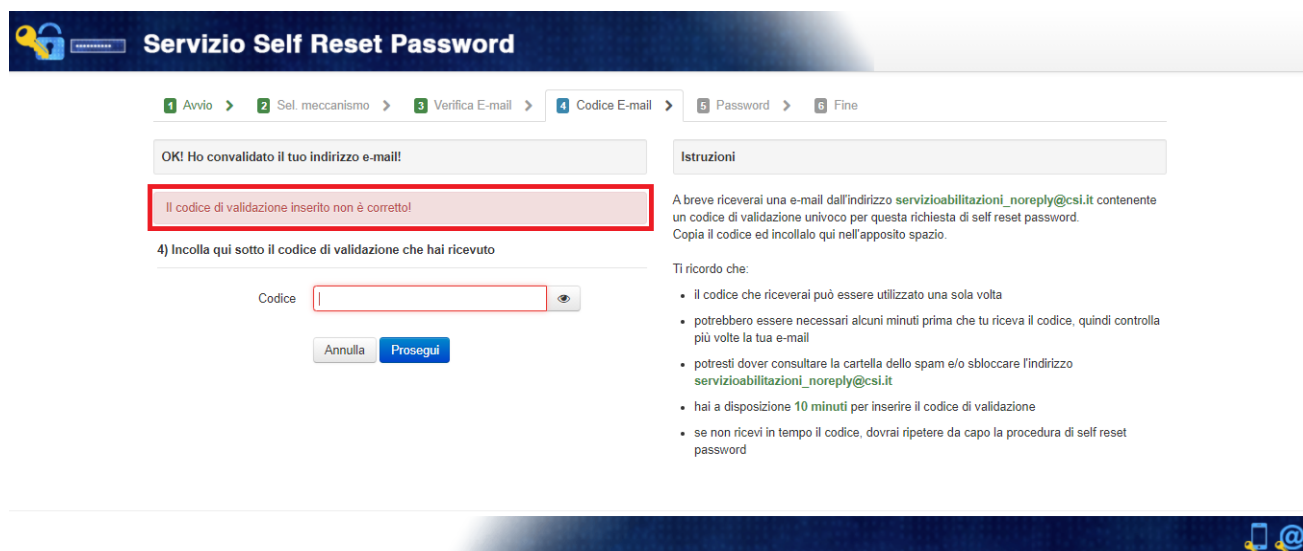 Servizio Self Reset Password
1 Avvio
2 Sel. meccanismo
3 Verifica E-mail
4 Codice E-mail
5 Password
6 Fine
OK! Ho convalidato il tuo indirizzo e-mail!
Il codice di validazione inserito non è corretto!
4) Incolla qui sotto il codice di validazione che hai ricevuto
Codice
Annulla
Prosegui
Istruzioni
A breve riceverai una e-mail dall'indirizzo servizioabilitazioni_noreply@csi.it contenente
un codice di validazione univoco per questa richiesta di self reset password.
Copia il codice ed incollalo qui nell'apposito spazio.
Ti ricordo che:
• il codice che riceverai può essere utilizzato una sola volta
• potrebbero essere necessari alcuni minuti prima che tu riceva il codice, quindi controlla
più volte la tua e-mail
• potresti dover consultare la cartella dello spam e/o sbloccare l'indirizzo
servizioabilitazioni_noreply@csi.it
• hai a disposizione 10 minuti per inserire il codice di validazione
• se non ricevi in tempo il codice, dovrai ripetere da capo la procedura di self reset
password